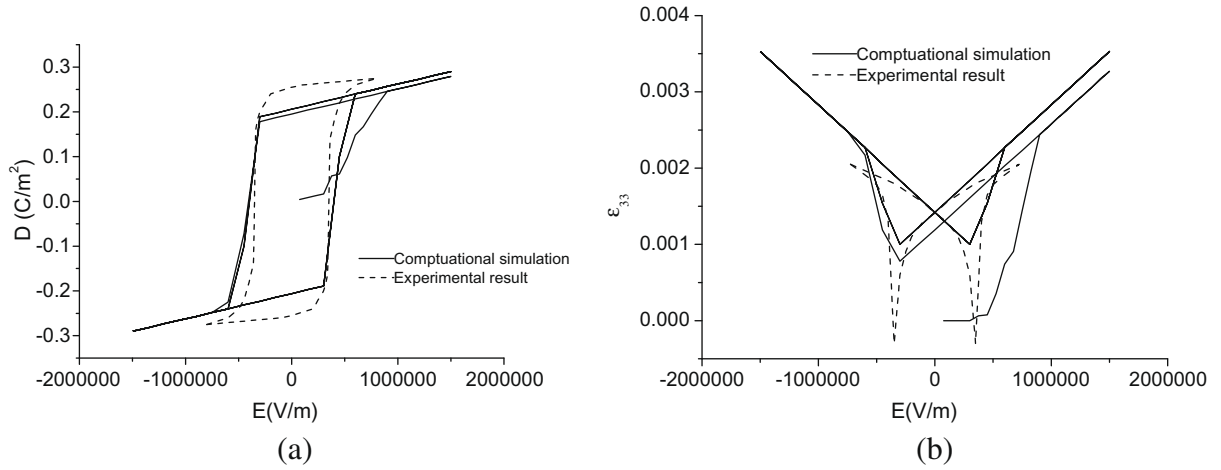 0.3
0.2
0.1
0.0
-0.1
-0.2
-0.3
D (C/m²)
Comptuational simulation
Experimental result
-2000000 -1000000 0 1000000 2000000
E(V/m)
(a)
0.004
0.003
0.002
0.001
0.000
ε₃₃
Comptuational simulation
Experimental result
-2000000 -1000000 0 1000000 2000000
E(V/m)
(b)